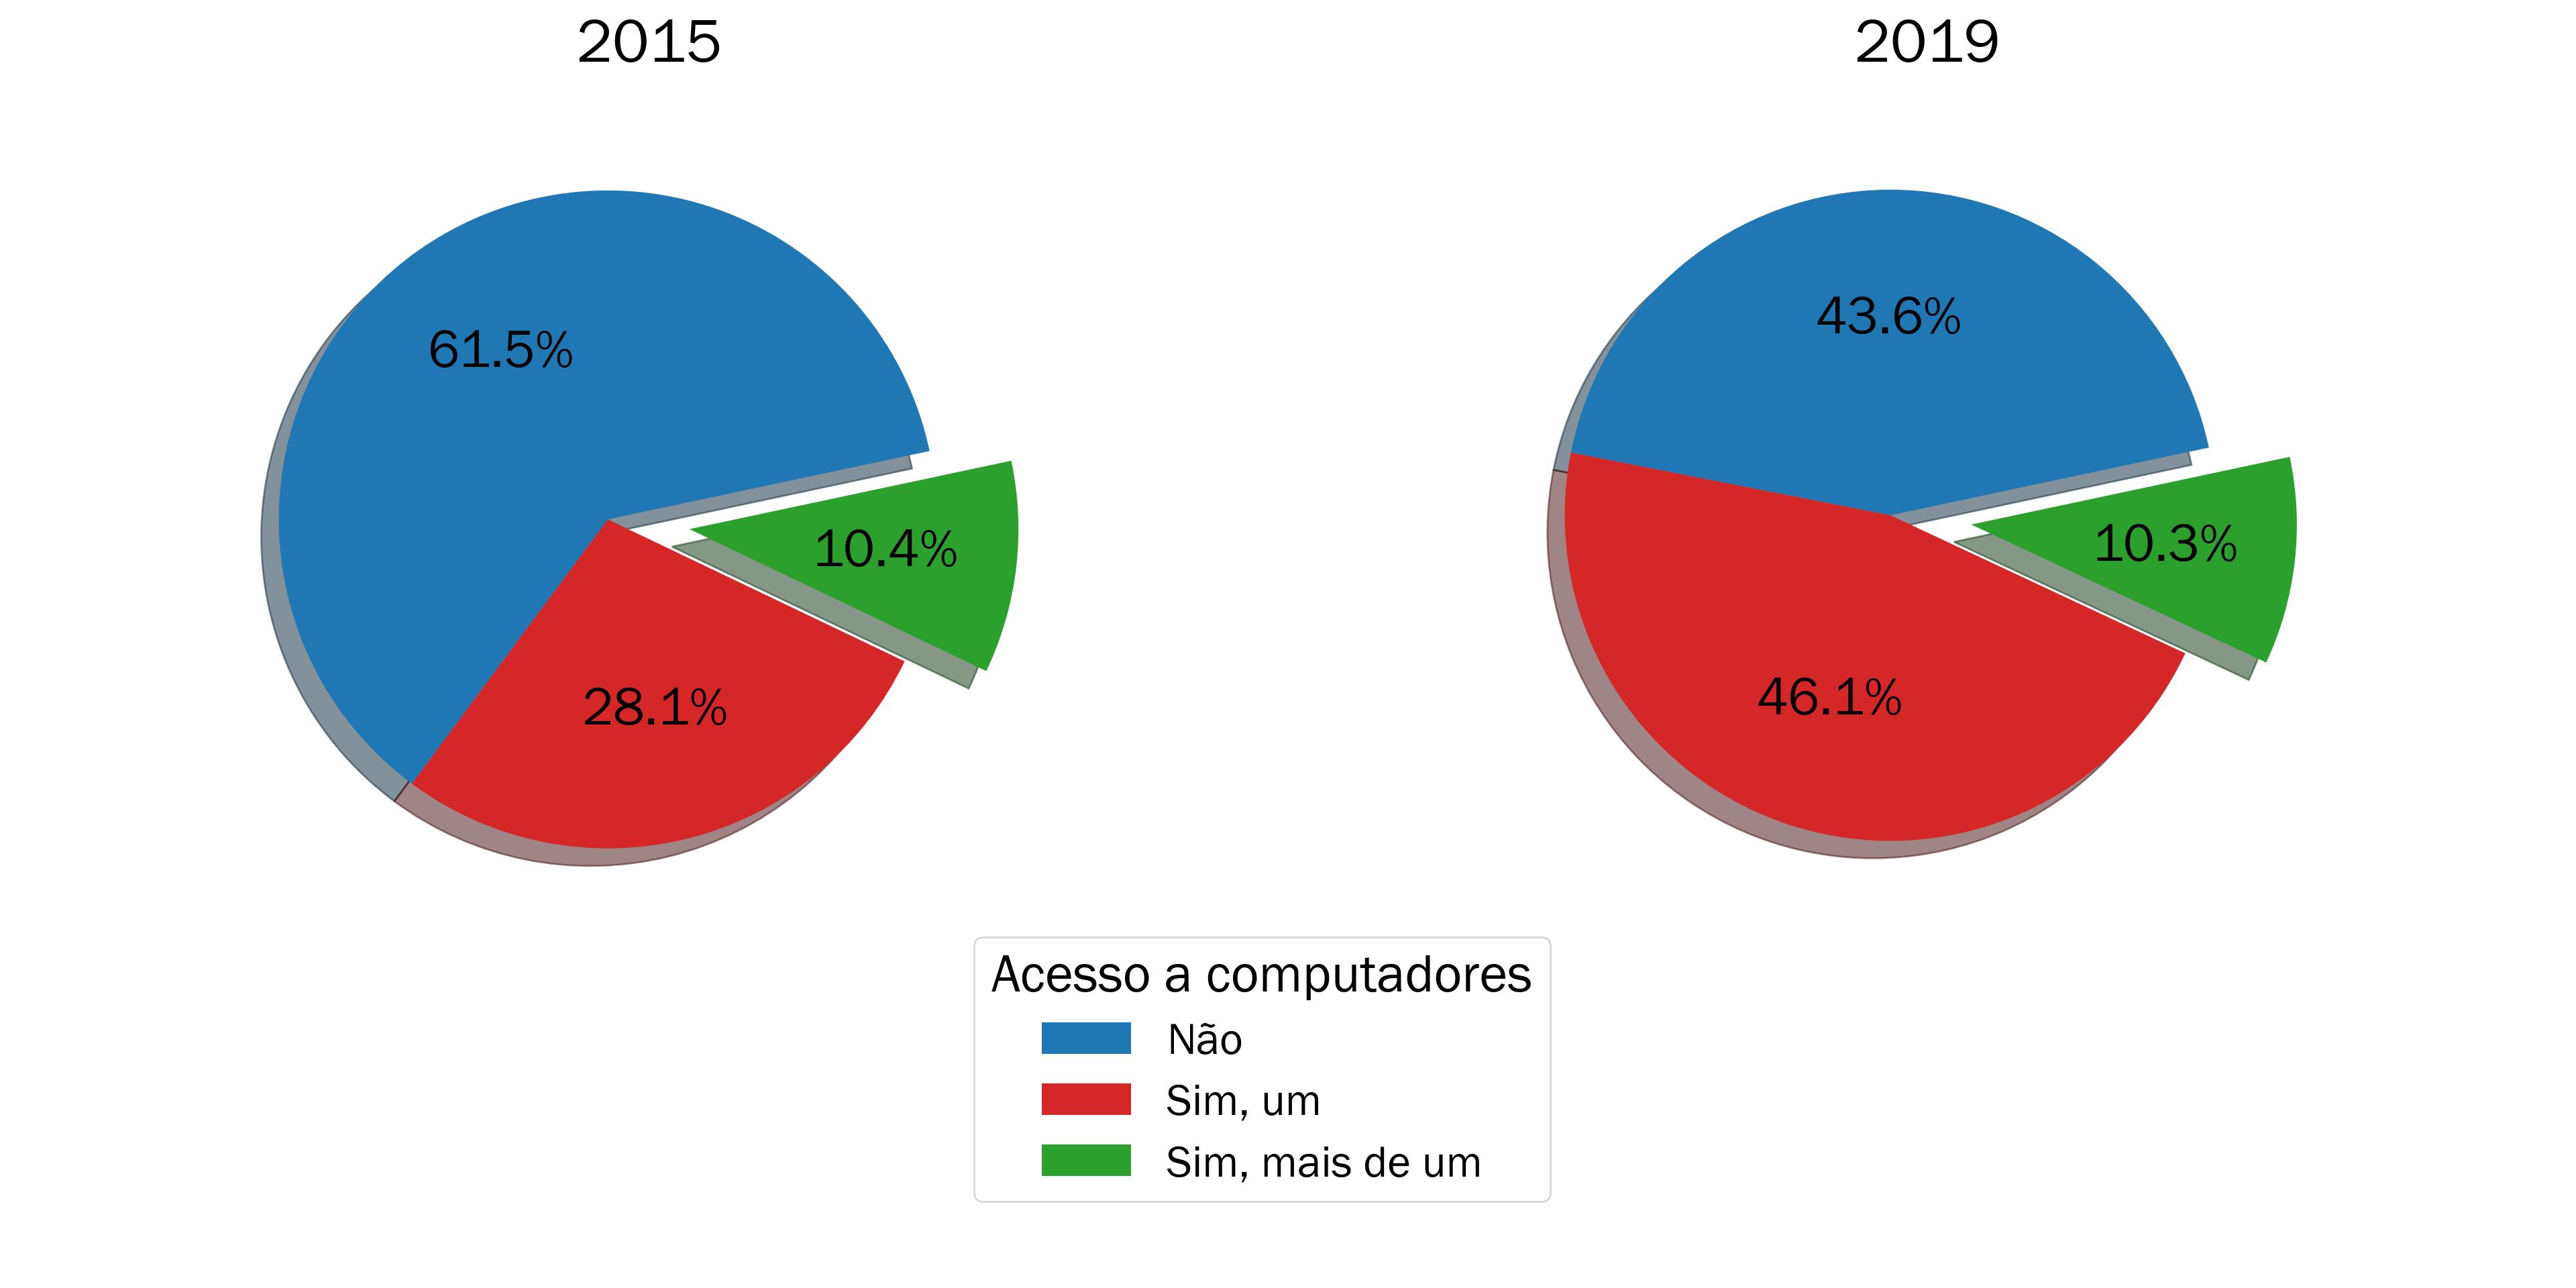 2015
2019
61.5%
43.6%
10.4%
10.3%
28.1%
46.1%
Acesso a computadores
Não
Sim, um
Sim, mais de um